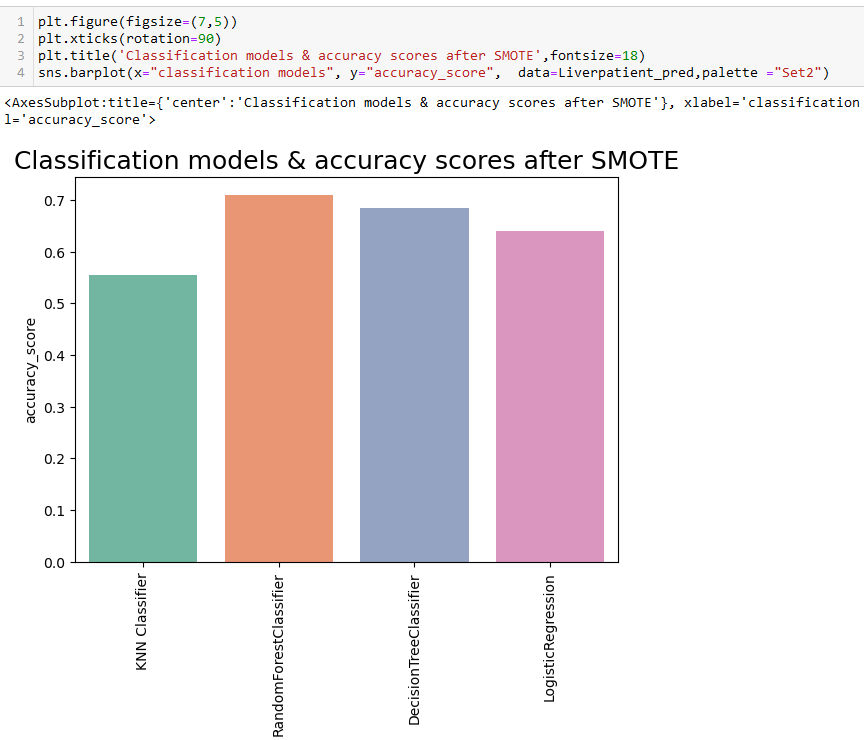 1 plt.figure(figsize=(7,5))
2 plt.xticks(rotation=90)
3 plt.title('Classification models & accuracy scores after SMOTE',fontsize=18)
4 sns.barplot(x="classification models", y="accuracy_score",  data=Liverpatient_pred,palette ="Set2")
<AxesSubplot:title={'center':'Classification models & accuracy scores after SMOTE'}, xlabel='classification
l='accuracy_score'>
Classification models & accuracy scores after SMOTE
0.7
0.6
0.5
0.4
0.3
0.2
0.1
0.0
accuracy_score
KNN Classifier
RandomForestClassifier
DecisionTreeClassifier
LogisticRegression